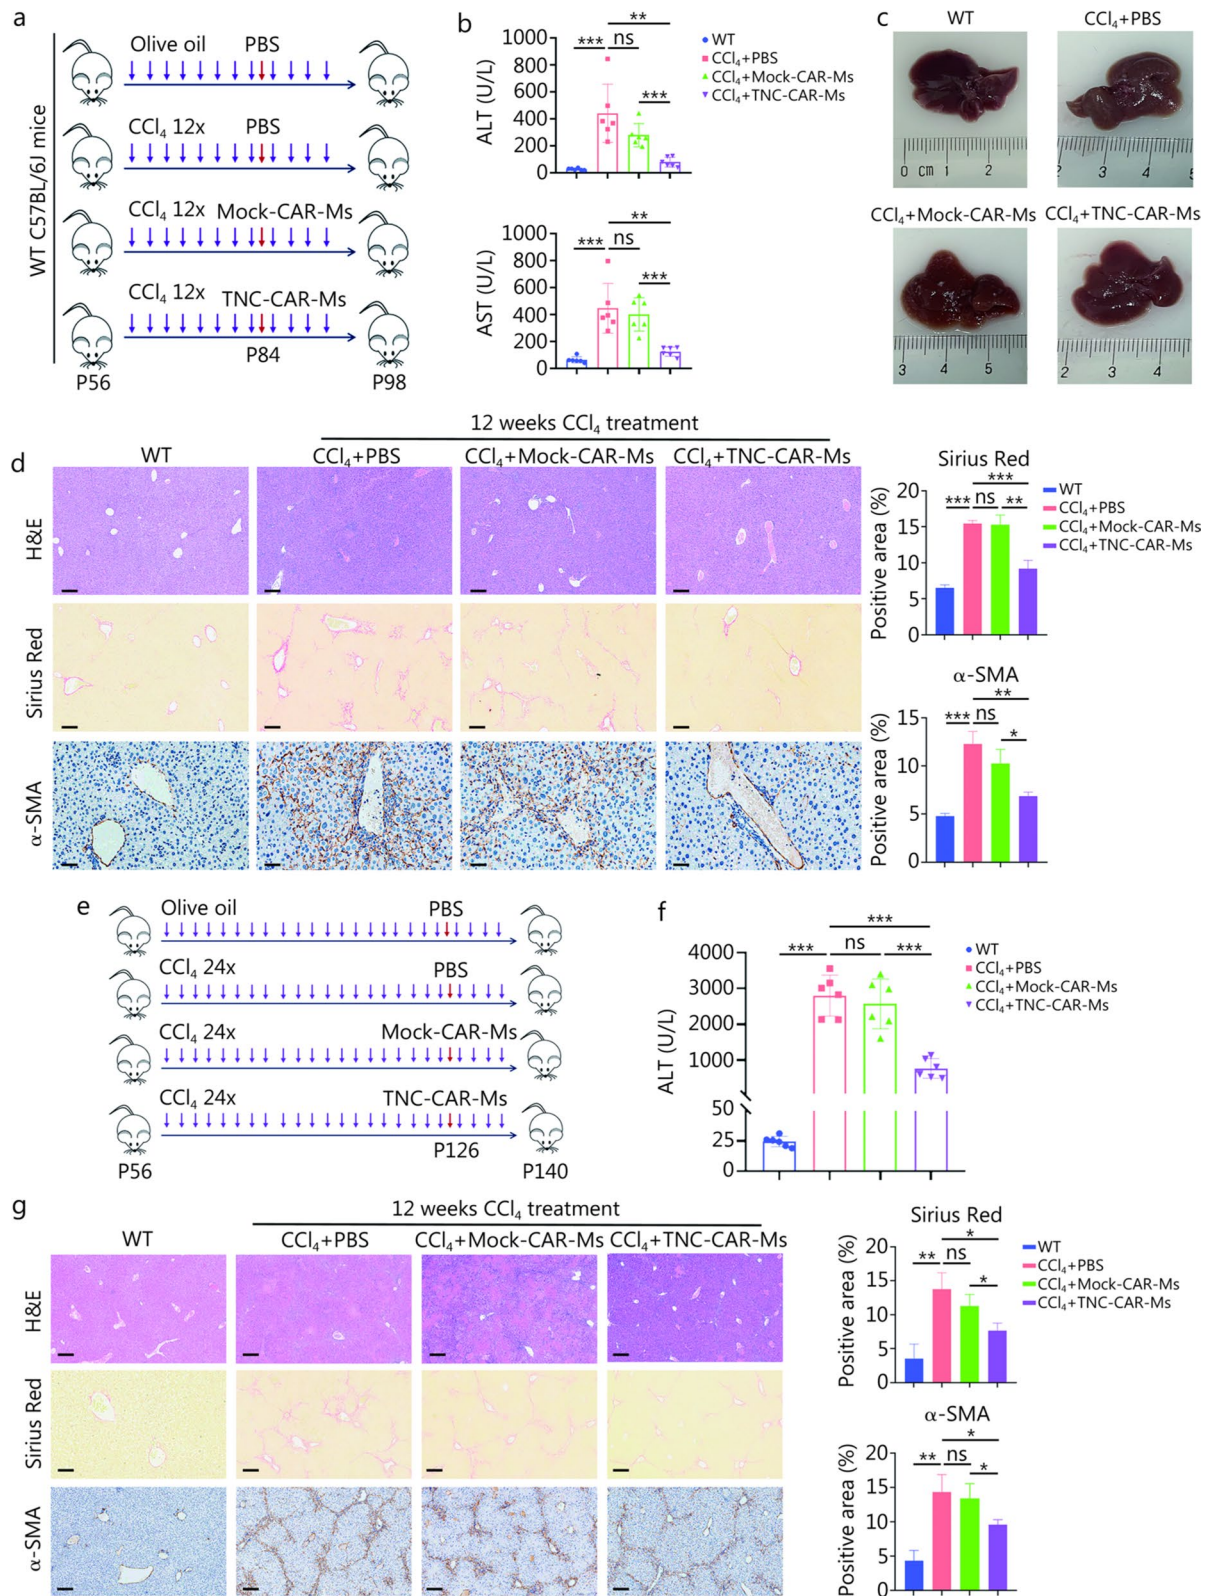 a
WT C57BL/6J mice
Olive oil PBS
CCl₄ 12x PBS
CCl₄ 12x Mock-CAR-Ms
CCl₄ 12x TNC-CAR-Ms
P84
P56 P98
b
ALT (U/L)
1000
800
600
400
200
0
*** ns **
***
WT
CCl₄+PBS
CCl₄+Mock-CAR-Ms
CCl₄+TNC-CAR-Ms
AST (U/L)
1000
800
600
400
200
0
*** ns **
***
c
WT CCl₄+PBS
0 cm 1 2
2 3 4 5
CCl₄+Mock-CAR-Ms CCl₄+TNC-CAR-Ms
3 4 5
2 3 4
d
12 weeks CCl₄ treatment
WT CCl₄+PBS CCl₄+Mock-CAR-Ms CCl₄+TNC-CAR-Ms
H&E
Sirius Red
α-SMA
Sirius Red
Positive area (%)
20
15
10
5
0
***
*** ns **
WT
CCl₄+PBS
CCl₄+Mock-CAR-Ms
CCl₄+TNC-CAR-Ms
α-SMA
Positive area (%)
15
10
5
0
**
*** ns
*
e
Olive oil PBS
CCl₄ 24x PBS
CCl₄ 24x Mock-CAR-Ms
CCl₄ 24x TNC-CAR-Ms
P126
P56 P140
f
ALT (U/L)
4000
3000
2000
1000
50
25
0
***
*** ns ***
WT
CCl₄+PBS
CCl₄+Mock-CAR-Ms
CCl₄+TNC-CAR-Ms
g
12 weeks CCl₄ treatment
WT CCl₄+PBS CCl₄+Mock-CAR-Ms CCl₄+TNC-CAR-Ms
H&E
Sirius Red
α-SMA
Sirius Red
Positive area (%)
20
15
10
5
0
*
** ns
*
WT
CCl₄+PBS
CCl₄+Mock-CAR-Ms
CCl₄+TNC-CAR-Ms
α-SMA
Positive area (%)
20
15
10
5
0
*
** ns
*